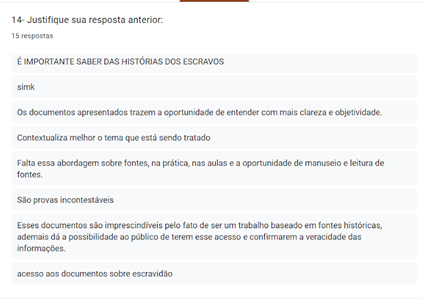 14- Justifique sua resposta anterior:
15 respostas
É IMPORTANTE SABER DAS HISTÓRIAS DOS ESCRAVOS
simk
Os documentos apresentados trazem a oportunidade de entender com mais clareza e objetividade.
Contextualiza melhor o tema que está sendo tratado
Falta essa abordagem sobre fontes, na prática, nas aulas e a oportunidade de manuseio e leitura de
fontes.
São provas incontestáveis
Esses documentos são imprescindíveis pelo fato de ser um trabalho baseado em fontes históricas,
ademais dá a possibilidade ao público de terem esse acesso e confirmarem a veracidade das
informações.
acesso aos documentos sobre escravidão